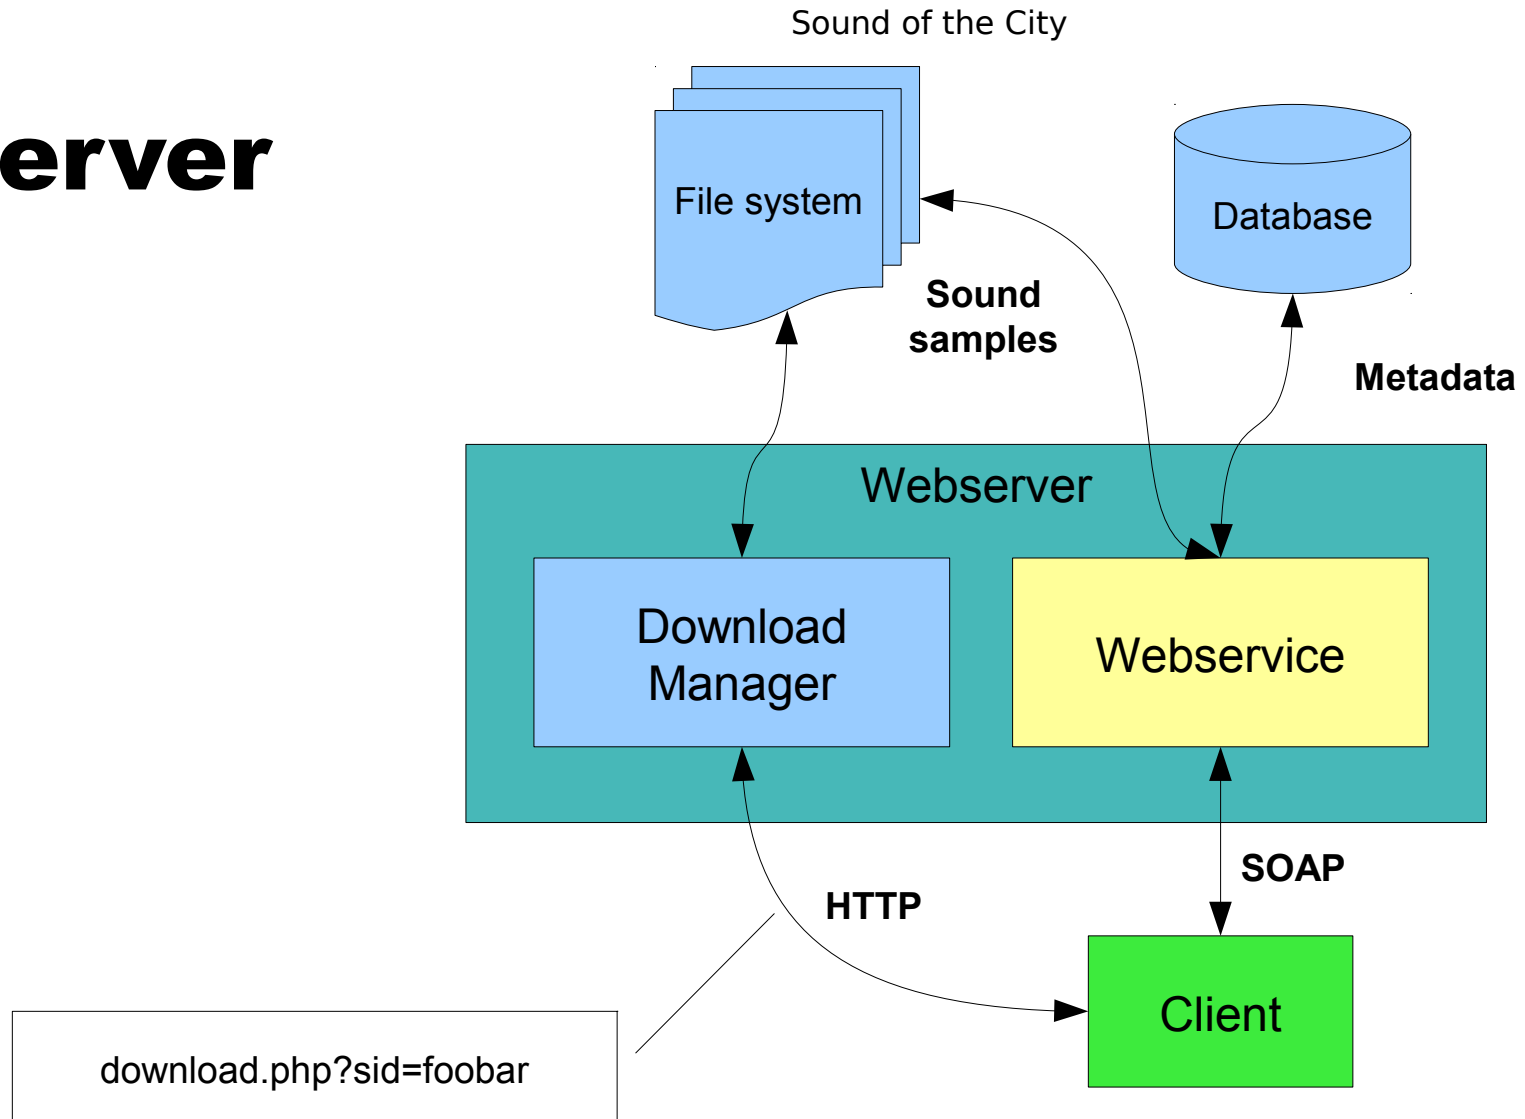 Sound of the City
erver
File system
Database
Sound
samples
Metadata
Webserver
Download
Manager
Webservice
SOAP
HTTP
Client
download.php?sid=foobar